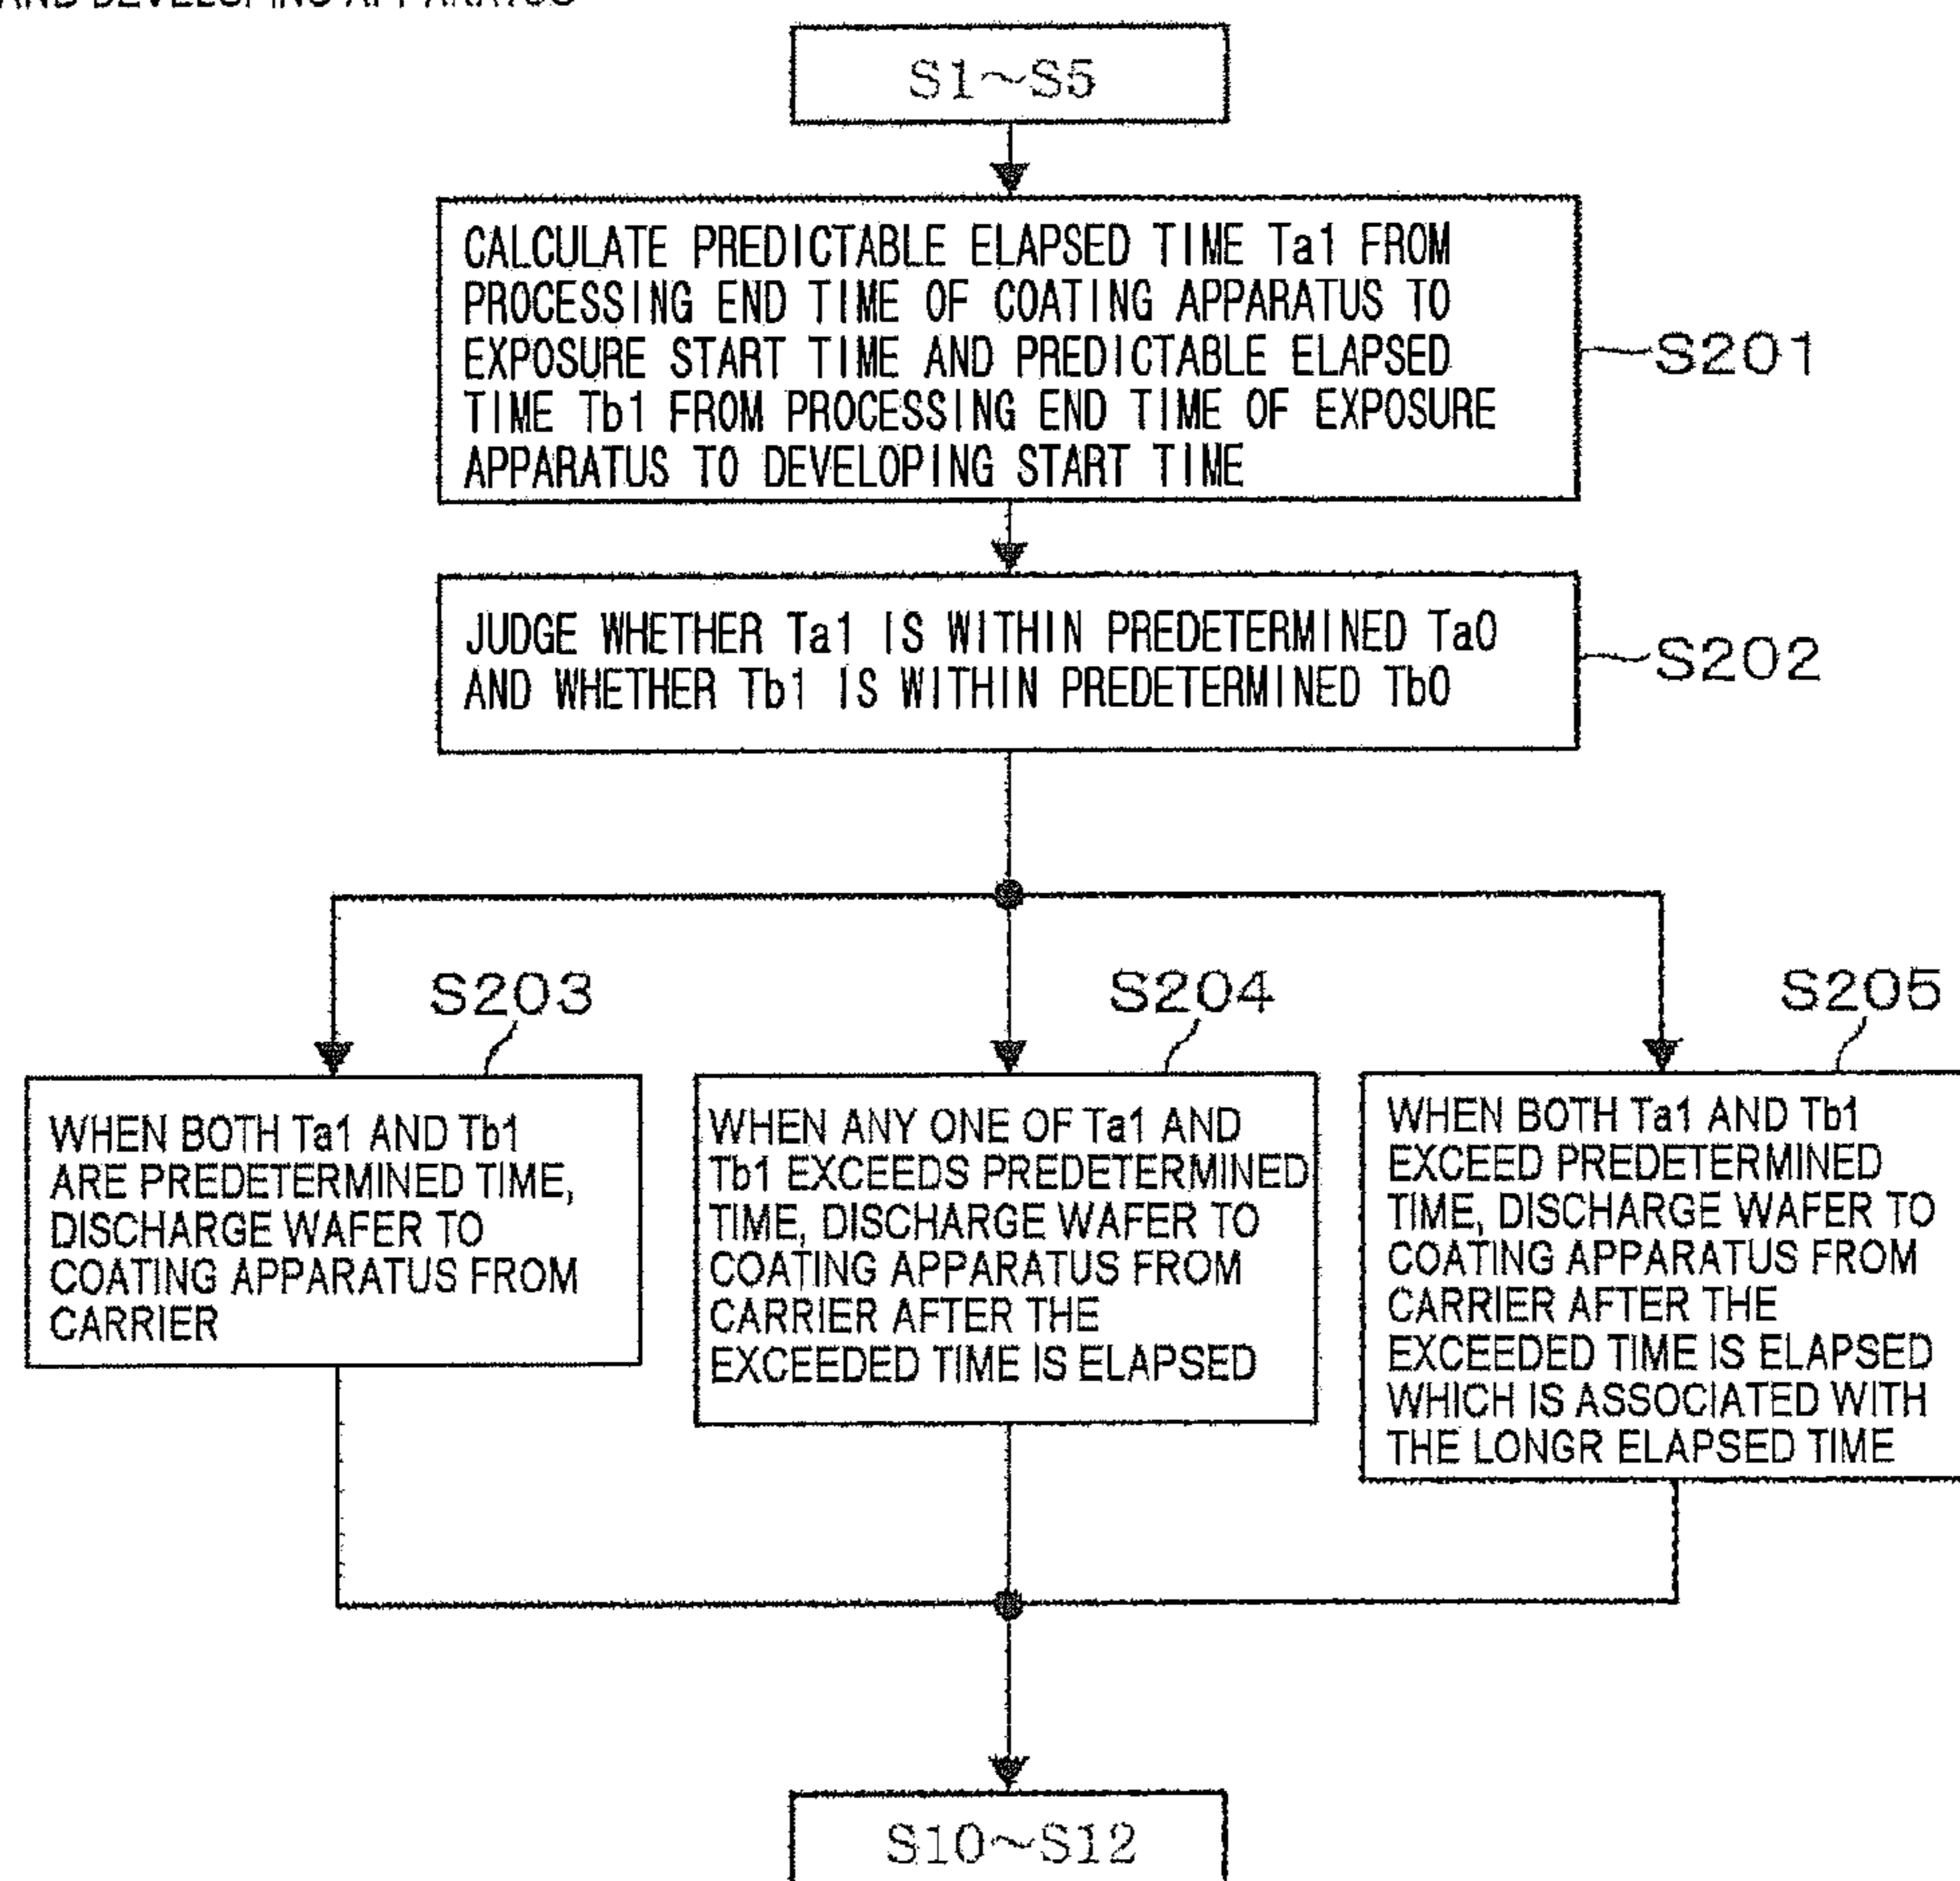 AND DEVELOPING APPARATUS
S1~S5
CALCULATE PREDICTABLE ELAPSED TIME Ta1 FROM
PROCESSING END TIME OF COATING APPARATUS TO
EXPOSURE START TIME AND PREDICTABLE ELAPSED
TIME Tb1 FROM PROCESSING END TIME OF EXPOSURE
APPARATUS TO DEVELOPING START TIME
S201
JUDGE WHETHER Ta1 IS WITHIN PREDETERMINED Ta0
AND WHETHER Tb1 IS WITHIN PREDETERMINED Tb0
S202
S203
WHEN BOTH Ta1 AND Tb1
ARE PREDETERMINED TIME,
DISCHARGE WAFER TO
COATING APPARATUS FROM
CARRIER
S204
WHEN ANY ONE OF Ta1 AND
Tb1 EXCEEDS PREDETERMINED
TIME, DISCHARGE WAFER TO
COATING APPARATUS FROM
CARRIER AFTER THE
EXCEEDED TIME IS ELAPSED
S205
WHEN BOTH Ta1 AND Tb1
EXCEED PREDETERMINED
TIME, DISCHARGE WAFER TO
COATING APPARATUS FROM
CARRIER AFTER THE
EXCEEDED TIME IS ELAPSED
WHICH IS ASSOCIATED WITH
THE LONGR ELAPSED TIME
S10~S12